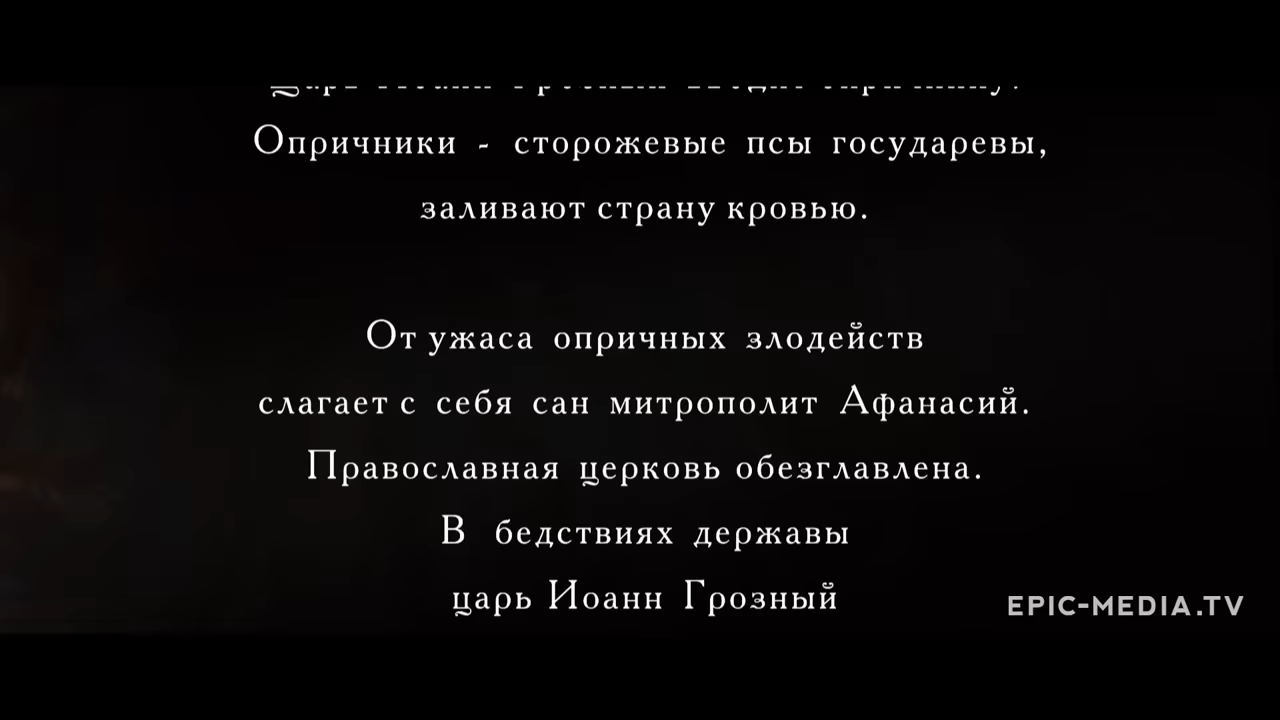 Опричники - сторожевые псы государевы,
заливают страну кровью.
От ужаса опричных злодейств
слагает с себя сан митрополит Афанасий.
Православная церковь обезглавлена.
В бедствиях державы
царь Иоанн Грозный
EPIC-MEDIA.TV